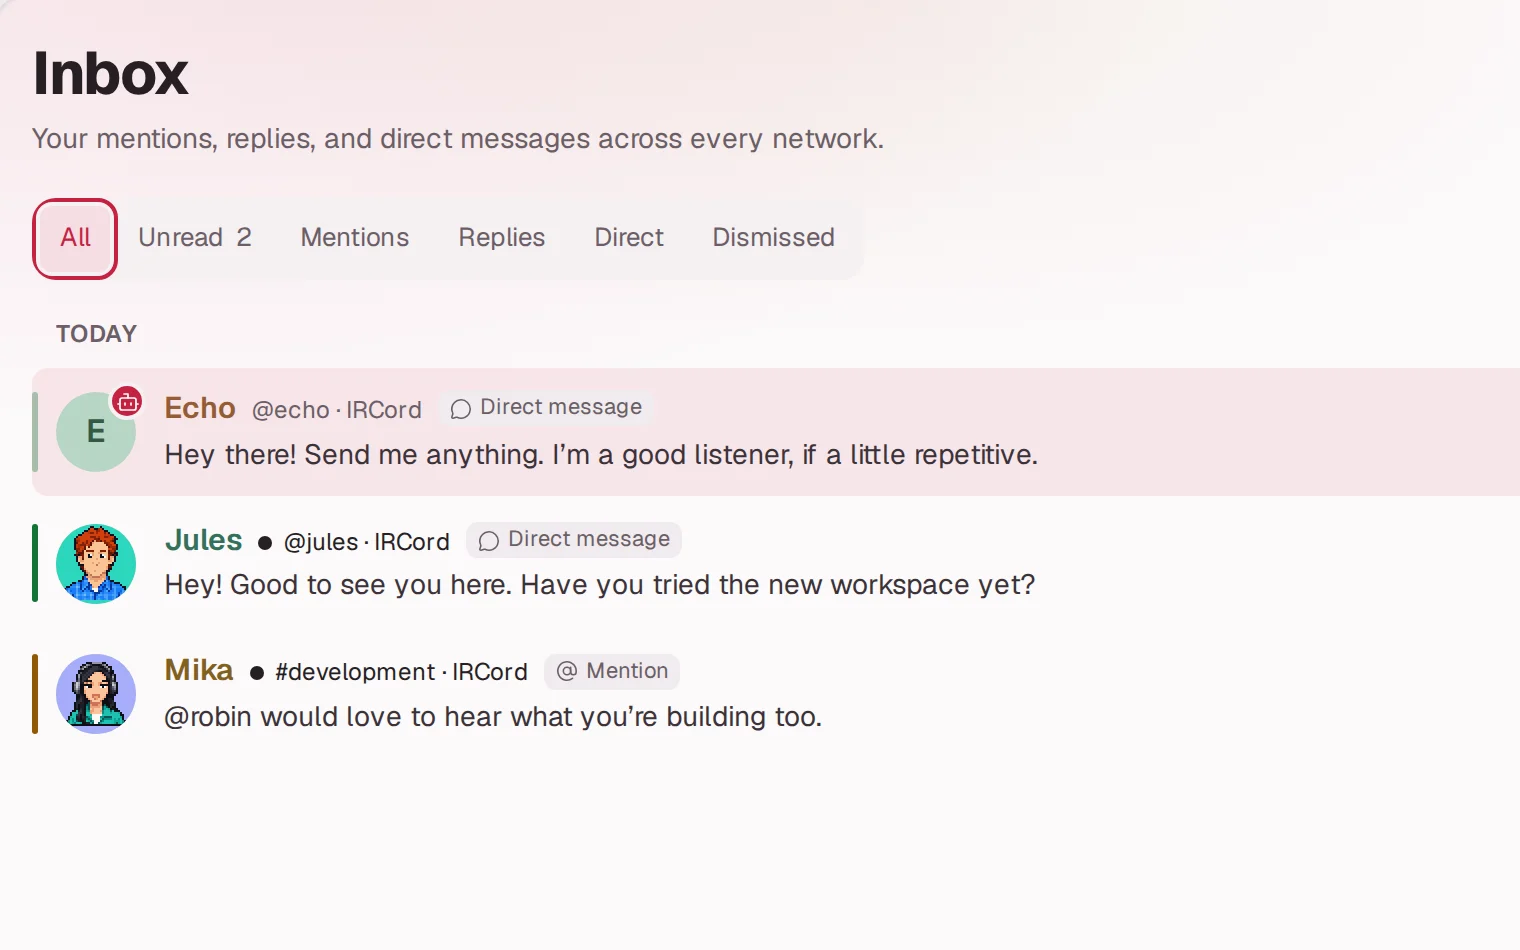 Inbox
Your mentions, replies, and direct messages across every network.
All Unread 2 Mentions Replies Direct Dismissed
TODAY
E
Echo @echo · IRCord Direct message
Hey there! Send me anything. I’m a good listener, if a little repetitive.
Jules ● @jules · IRCord Direct message
Hey! Good to see you here. Have you tried the new workspace yet?
Mika ● #development · IRCord @ Mention
@robin would love to hear what you’re building too.